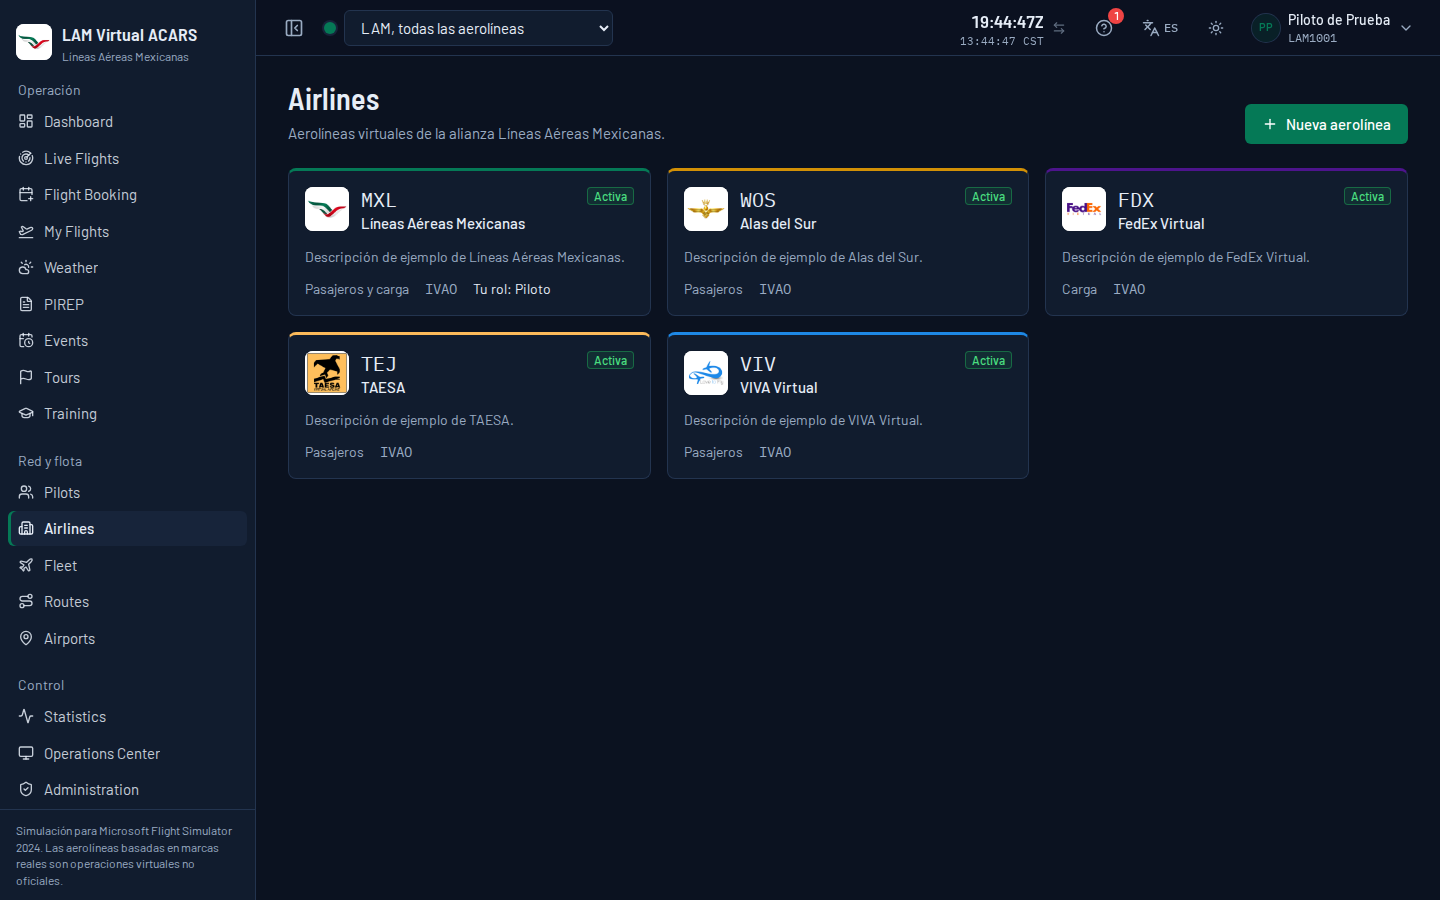 LAM Virtual ACARS
Líneas Aéreas Mexicanas
Operación
Dashboard
Live Flights
Flight Booking
My Flights
Weather
PIREP
Events
Tours
Training
Red y flota
Pilots
Airlines
Fleet
Routes
Airports
Control
Statistics
Operations Center
Administration
Simulación para Microsoft Flight Simulator
2024. Las aerolíneas basadas en marcas
reales son operaciones virtuales no
oficiales.
LAM, todas las aerolíneas
19:44:47Z
13:44:47 CST
1
ES
PP
Piloto de Prueba
LAM1001
Airlines
Aerolíneas virtuales de la alianza Líneas Aéreas Mexicanas.
Nueva aerolínea
MXL
Activa
Líneas Aéreas Mexicanas
Descripción de ejemplo de Líneas Aéreas Mexicanas.
Pasajeros y carga IVAO Tu rol: Piloto
WOS
Activa
Alas del Sur
Descripción de ejemplo de Alas del Sur.
Pasajeros IVAO
FedEx
FDX
Activa
FedEx Virtual
Descripción de ejemplo de FedEx Virtual.
Carga IVAO
TAESA
TEJ
Activa
TAESA
Descripción de ejemplo de TAESA.
Pasajeros IVAO
VIV
Activa
VIVA Virtual
Descripción de ejemplo de VIVA Virtual.
Pasajeros IVAO